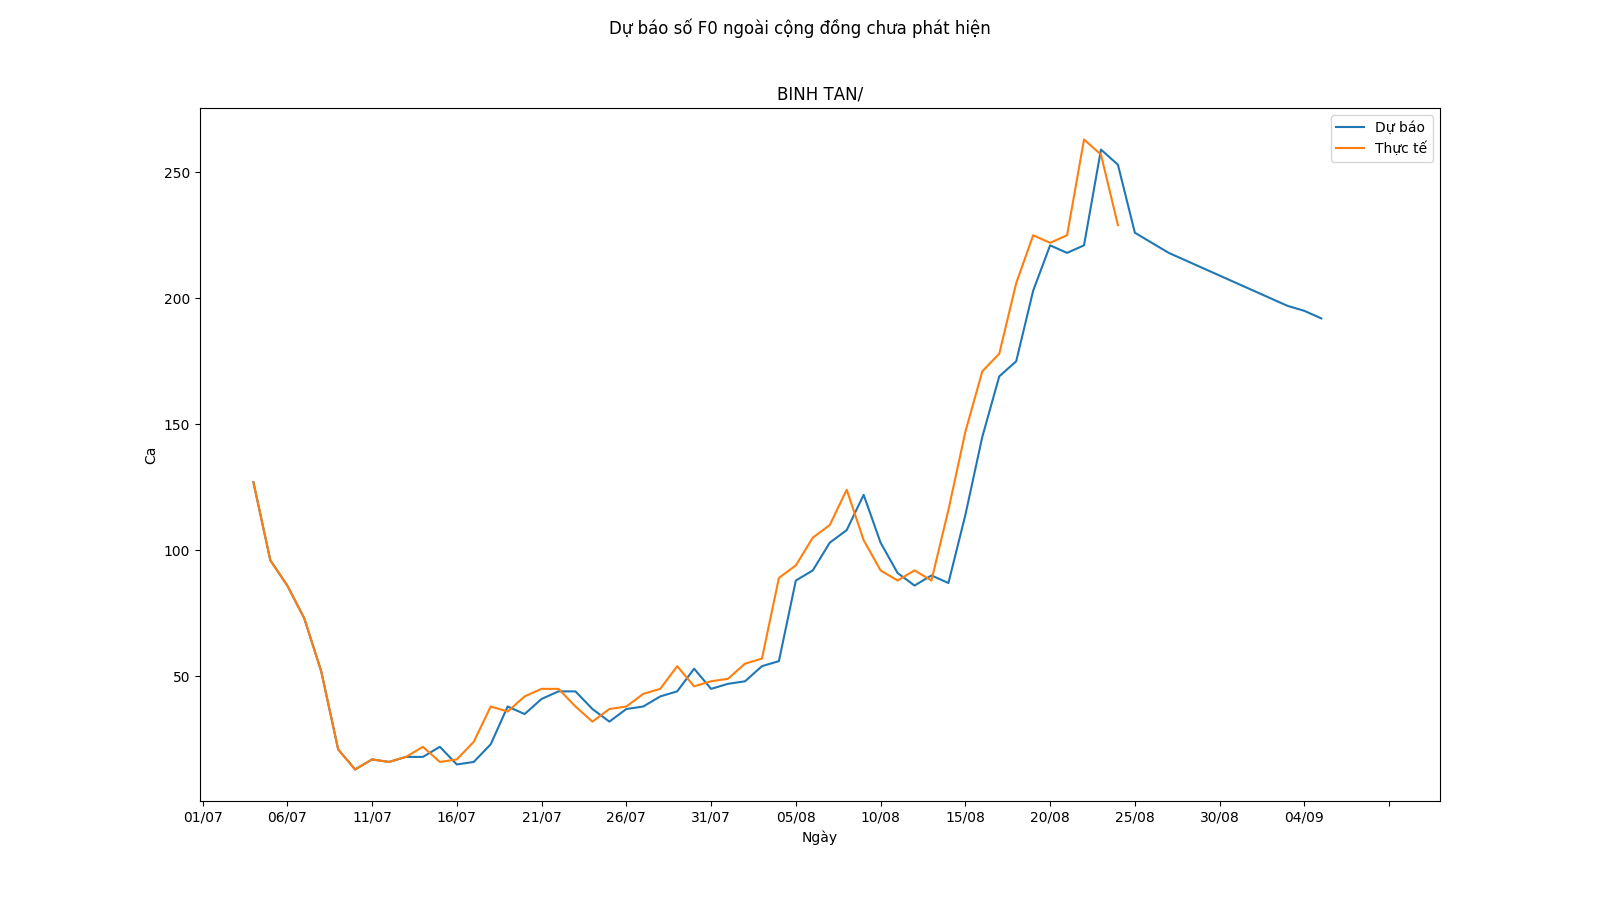 Dự báo số F0 ngoài cộng đồng chưa phát hiện
BINH TAN/
Dự báo
Thực tế
250
200
150
100
50
Ca
01/07 06/07 11/07 16/07 21/07 26/07 31/07 05/08 10/08 15/08 20/08 25/08 30/08 04/09
Ngày